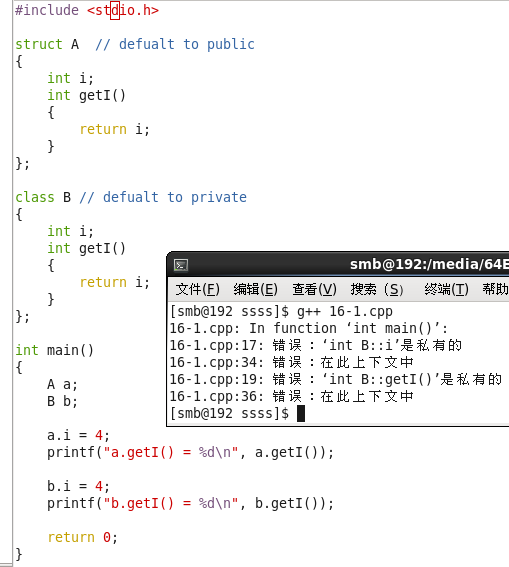 #include <stdio.h>
struct A  // defualt to public
{
    int i;
    int getI()
    {
        return i;
    }
};
class B // defualt to private
{
    int i;
    int getI()
    {
        return i;
    }
};
int main()
{
    A a;
    B b;
    a.i = 4;
    printf("a.getI() = %d\n", a.getI());
    b.i = 4;
    printf("b.getI() = %d\n", b.getI());
    return 0;
}
smb@192:/media/64E
文件(F) 编辑(E) 查看(V) 搜索 (S) 终端(T) 帮助
[smb@192 ssss]$ g++ 16-1.cpp
16-1.cpp: In function ‘int main()’:
16-1.cpp:17: 错误：‘int B::i’是私有的
16-1.cpp:34: 错误：在此上下文中
16-1.cpp:19: 错误：‘int B::getI()’是私有的
16-1.cpp:36: 错误：在此上下文中
[smb@192 ssss]$